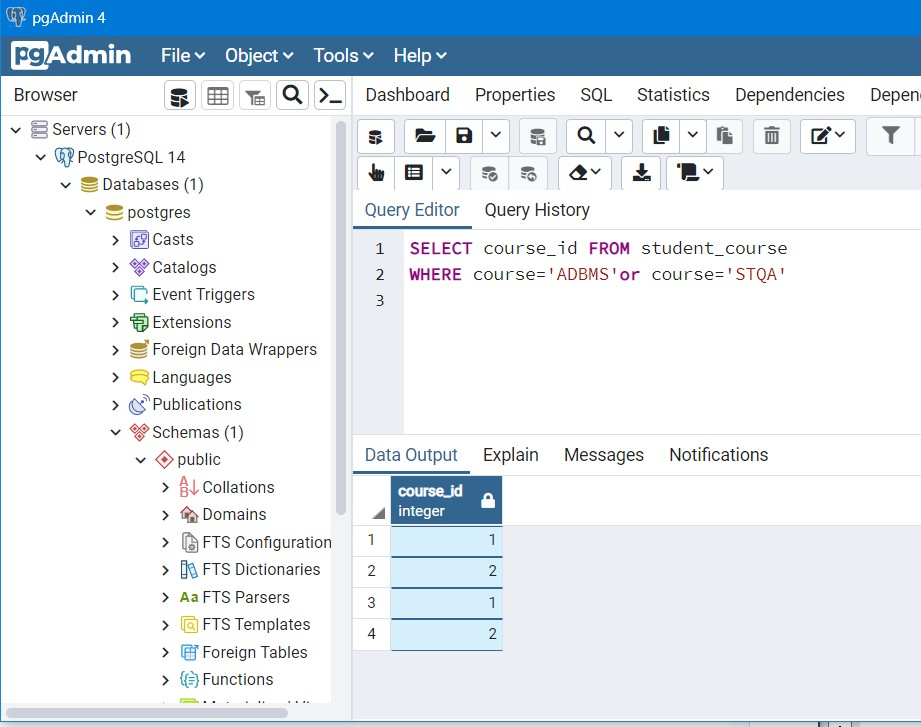 pgAdmin 4
pgAdmin File Object Tools Help
Browser
Dashboard Properties SQL Statistics Dependencies Depen
Servers (1)
PostgreSQL 14
Databases (1)
postgres
Casts
Catalogs
Event Triggers
Extensions
Foreign Data Wrappers
Languages
Publications
Schemas (1)
public
Collations
Domains
FTS Configuration
FTS Dictionaries
Aa FTS Parsers
FTS Templates
Foreign Tables
Functions
Query Editor Query History
1 SELECT course_id FROM student_course
2 WHERE course='ADBMS'or course='STQA'
3
Data Output Explain Messages Notifications
course_id
integer
1 1
2 2
3 1
4 2